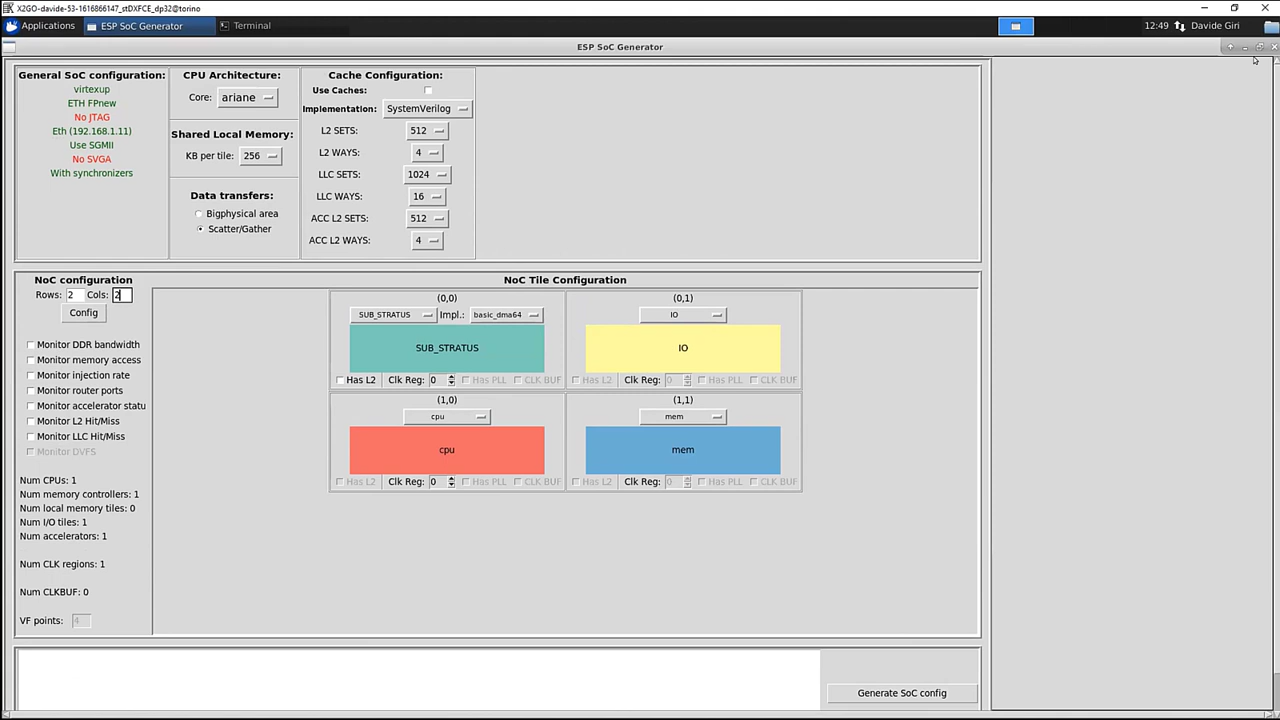 X2GO-davide-53-1616866147_stDXFCE_dp32@torino
Applications ESP SoC Generator Terminal 12:49 Davide Giri
ESP SoC Generator
General SoC configuration:
virtexup
ETH FPnew
No JTAG
Eth (192.168.1.11)
Use SGMII
No SVGA
With synchronizers
CPU Architecture:
Core: ariane
Shared Local Memory:
KB per tile: 256
Data transfers:
Bigphysical area
Scatter/Gather
Cache Configuration:
Use Caches:
Implementation: SystemVerilog
L2 SETS: 512
L2 WAYS: 4
LLC SETS: 1024
LLC WAYS: 16
ACC L2 SETS: 512
ACC L2 WAYS: 4
NoC configuration
Rows: 2 Cols: 2
Config
Monitor DDR bandwidth
Monitor memory access
Monitor injection rate
Monitor router ports
Monitor accelerator statu
Monitor L2 Hit/Miss
Monitor LLC Hit/Miss
Monitor DVFS
Num CPUs: 1
Num memory controllers: 1
Num local memory tiles: 0
Num I/O tiles: 1
Num accelerators: 1
Num CLK regions: 1
Num CLKBUF: 0
VF points: 4
NoC Tile Configuration
(0,0)
SUB_STRATUS Impl.: basic_dma64
SUB_STRATUS
Has L2 Clk Reg: 0 Has PLL CLK BUF
(0,1)
IO
IO
Has L2 Clk Reg: 0 Has PLL CLK BUF
(1,0)
cpu
cpu
Has L2 Clk Reg: 0 Has PLL CLK BUF
(1,1)
mem
mem
Has L2 Clk Reg: 0 Has PLL CLK BUF
Generate SoC config